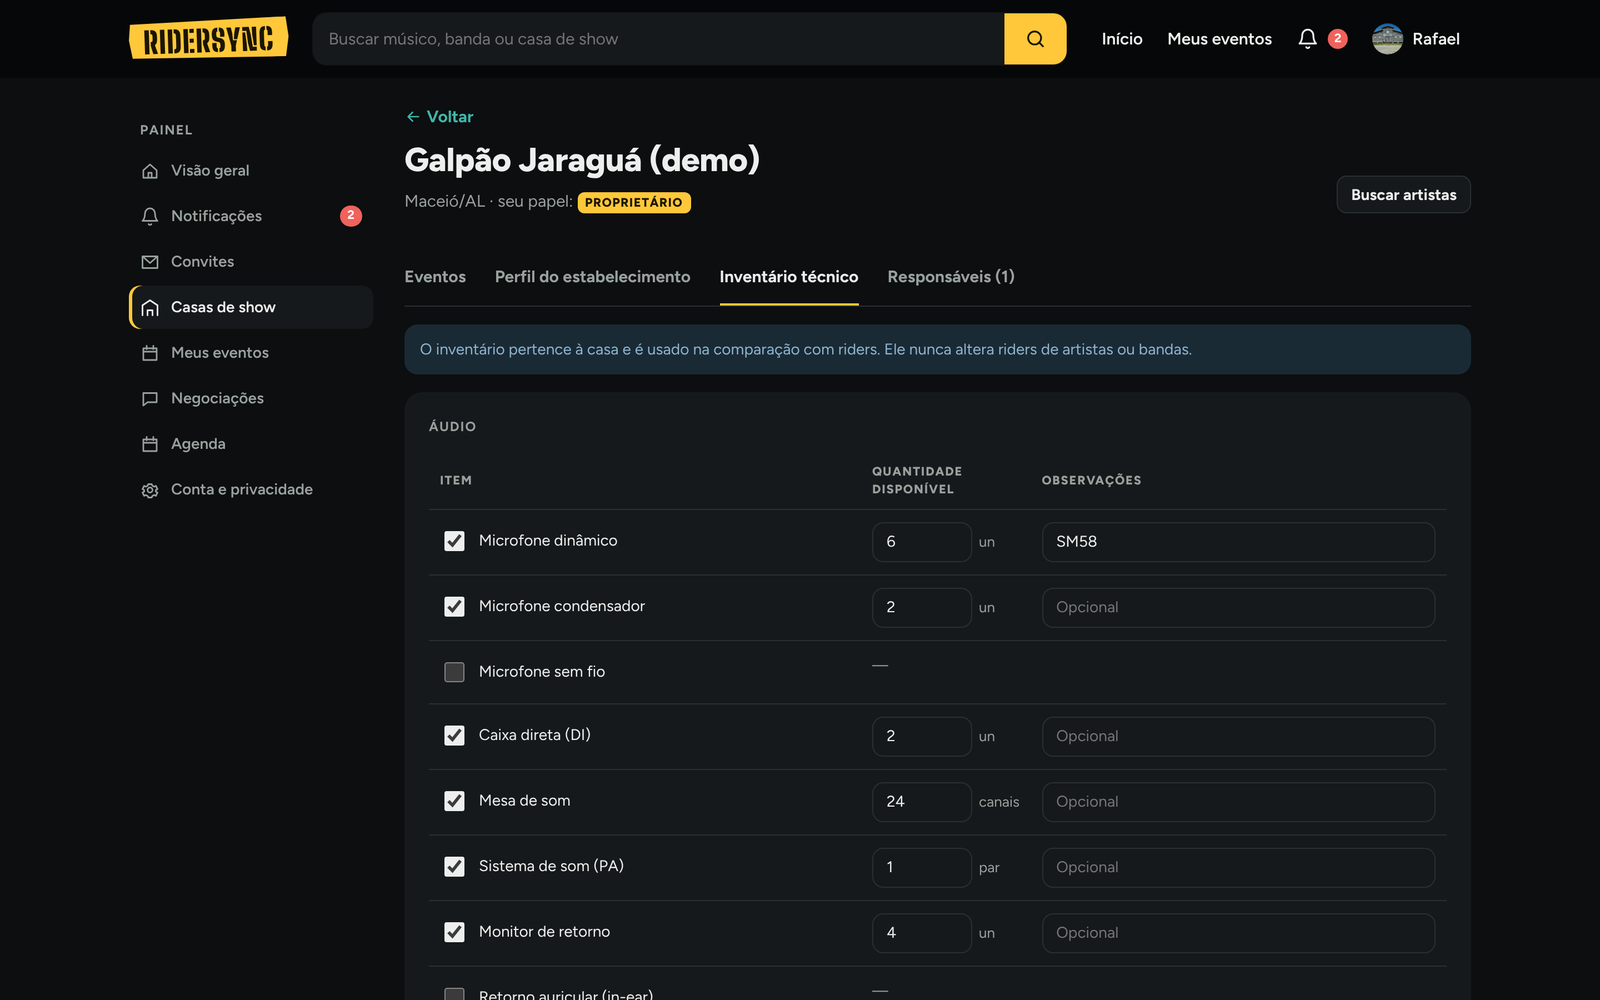 RIDERSYNC
Buscar músico, banda ou casa de show
Início
Meus eventos
2
Rafael
PAINEL
Visão geral
Notificações
2
Convites
Casas de show
Meus eventos
Negociações
Agenda
Conta e privacidade
← Voltar
Galpão Jaraguá (demo)
Maceió/AL · seu papel: PROPRIETÁRIO
Buscar artistas
Eventos
Perfil do estabelecimento
Inventário técnico
Responsáveis (1)
O inventário pertence à casa e é usado na comparação com riders. Ele nunca altera riders de artistas ou bandas.
ÁUDIO
ITEM
QUANTIDADE
DISPONÍVEL
OBSERVAÇÕES
Microfone dinâmico
6 un
SM58
Microfone condensador
2 un
Opcional
Microfone sem fio
—
Caixa direta (DI)
2 un
Opcional
Mesa de som
24 canais
Opcional
Sistema de som (PA)
1 par
Opcional
Monitor de retorno
4 un
Opcional
Retorno auricular (in-ear)
—